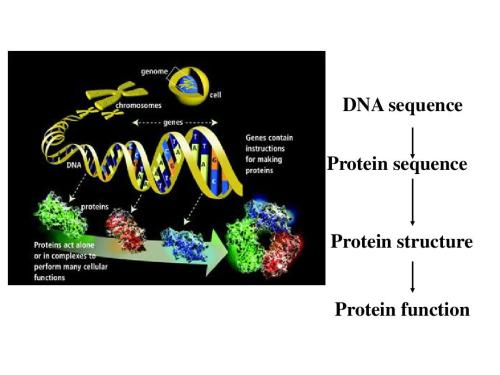 genome
cell
chromosomes
genes
Genes contain
instructions
for making
proteins
DNA
proteins
Proteins act alone
or in complexes to
perform many cellular
functions
DNA sequence
Protein sequence
Protein structure
Protein function